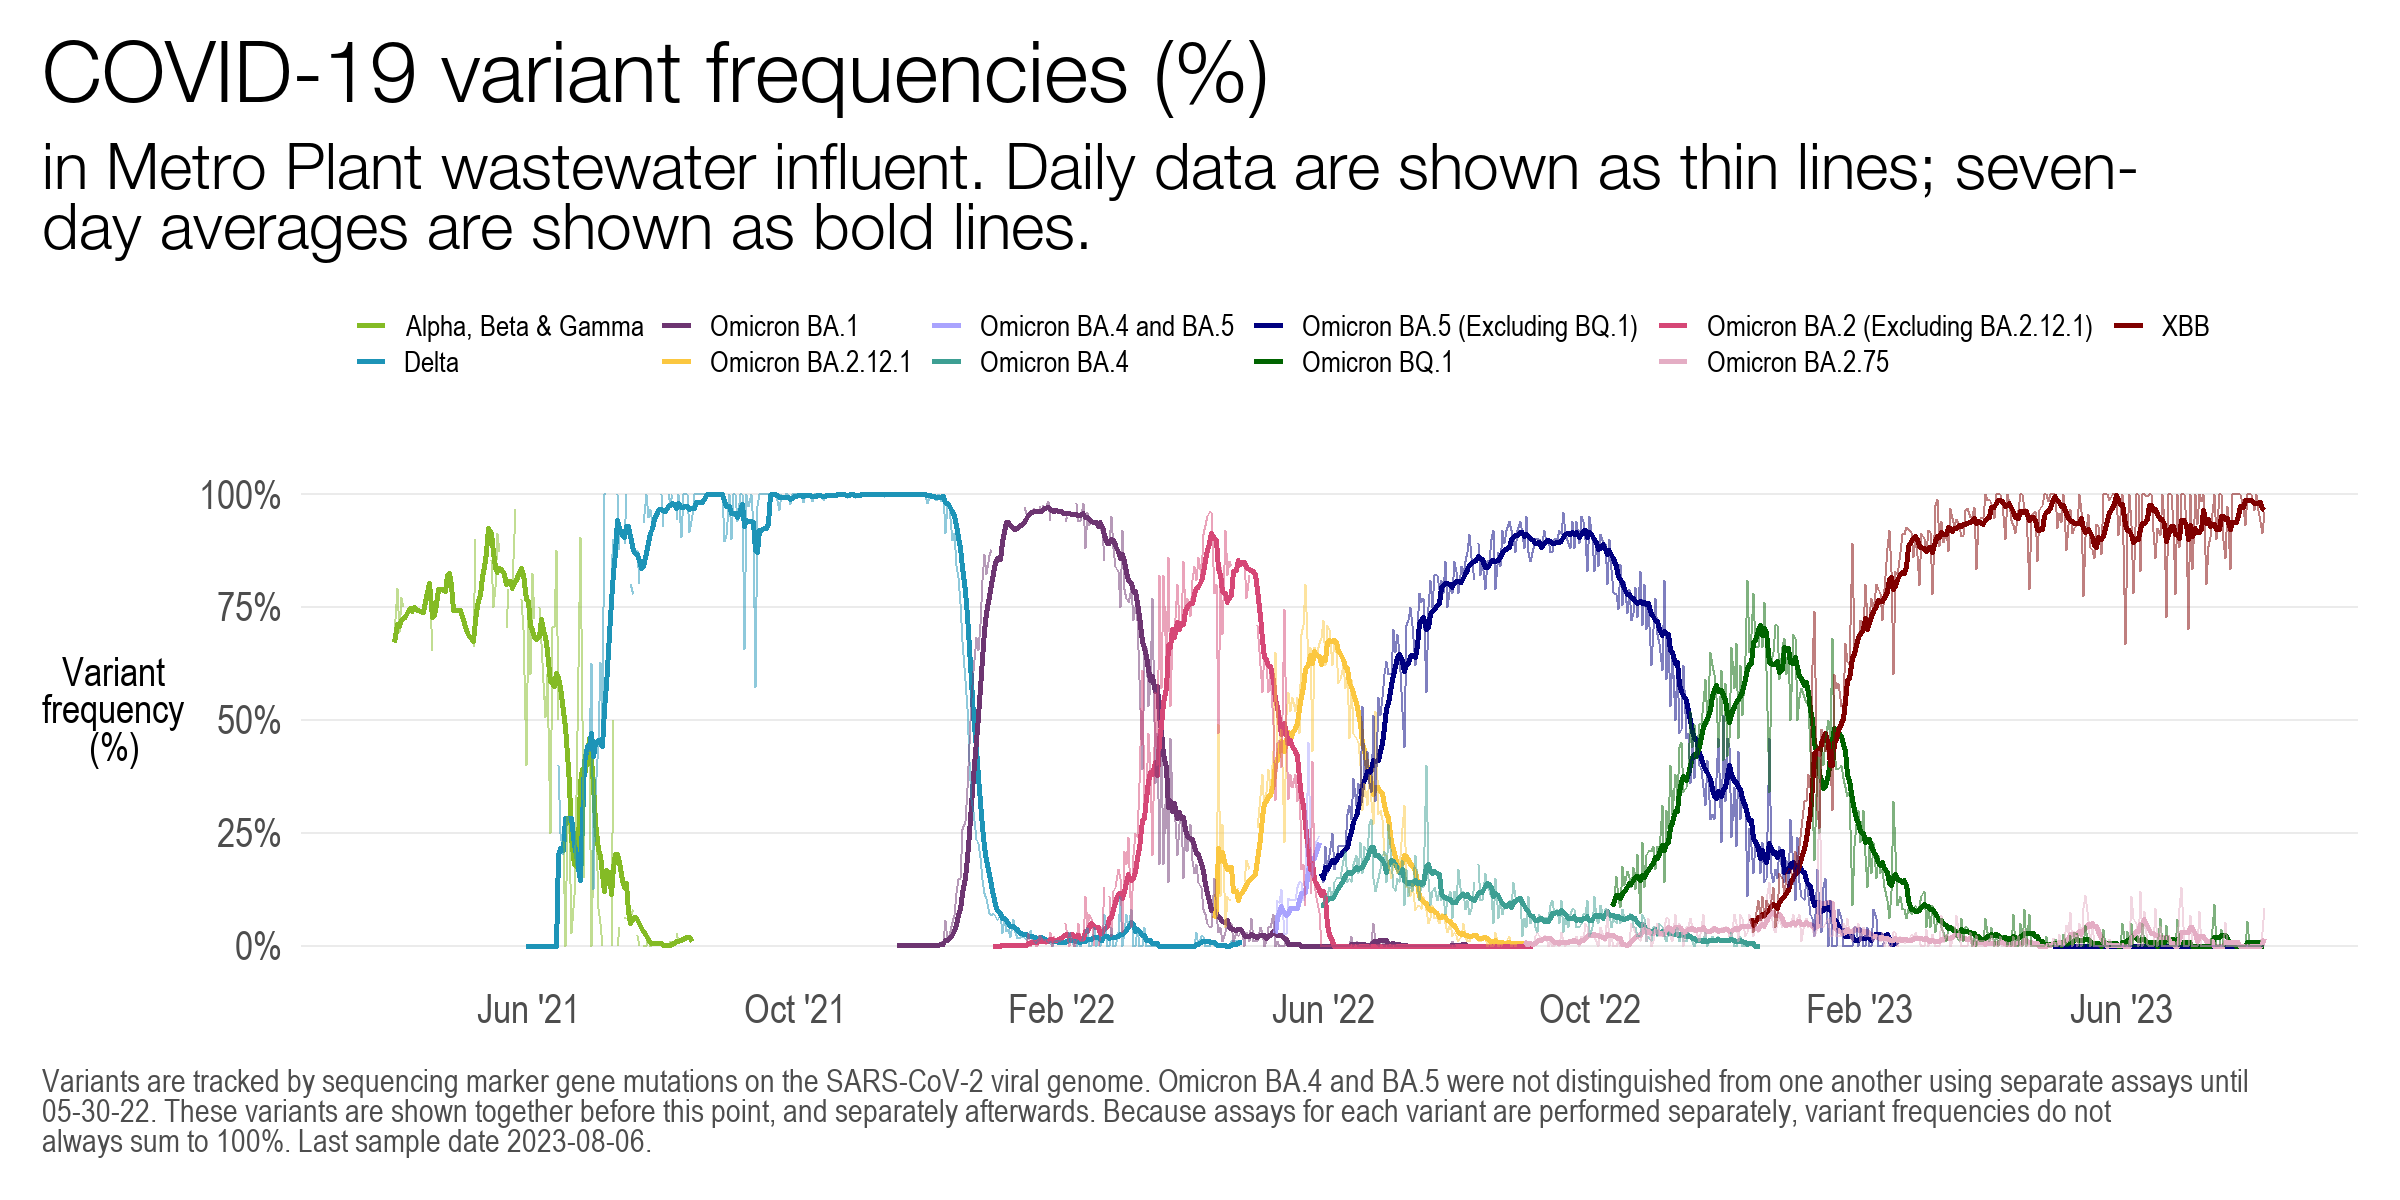 COVID-19 variant frequencies (%)
in Metro Plant wastewater influent. Daily data are shown as thin lines; seven-
day averages are shown as bold lines.
Alpha, Beta & Gamma
Omicron BA.1
Omicron BA.4 and BA.5
Omicron BA.5 (Excluding BQ.1)
Omicron BA.2 (Excluding BA.2.12.1)
XBB
Delta
Omicron BA.2.12.1
Omicron BA.4
Omicron BQ.1
Omicron BA.2.75
100%
75%
50%
25%
0%
Variant
frequency
(%)
Jun '21
Oct '21
Feb '22
Jun '22
Oct '22
Feb '23
Jun '23
Variants are tracked by sequencing marker gene mutations on the SARS-CoV-2 viral genome. Omicron BA.4 and BA.5 were not distinguished from one another using separate assays until
05-30-22. These variants are shown together before this point, and separately afterwards. Because assays for each variant are performed separately, variant frequencies do not
always sum to 100%. Last sample date 2023-08-06.